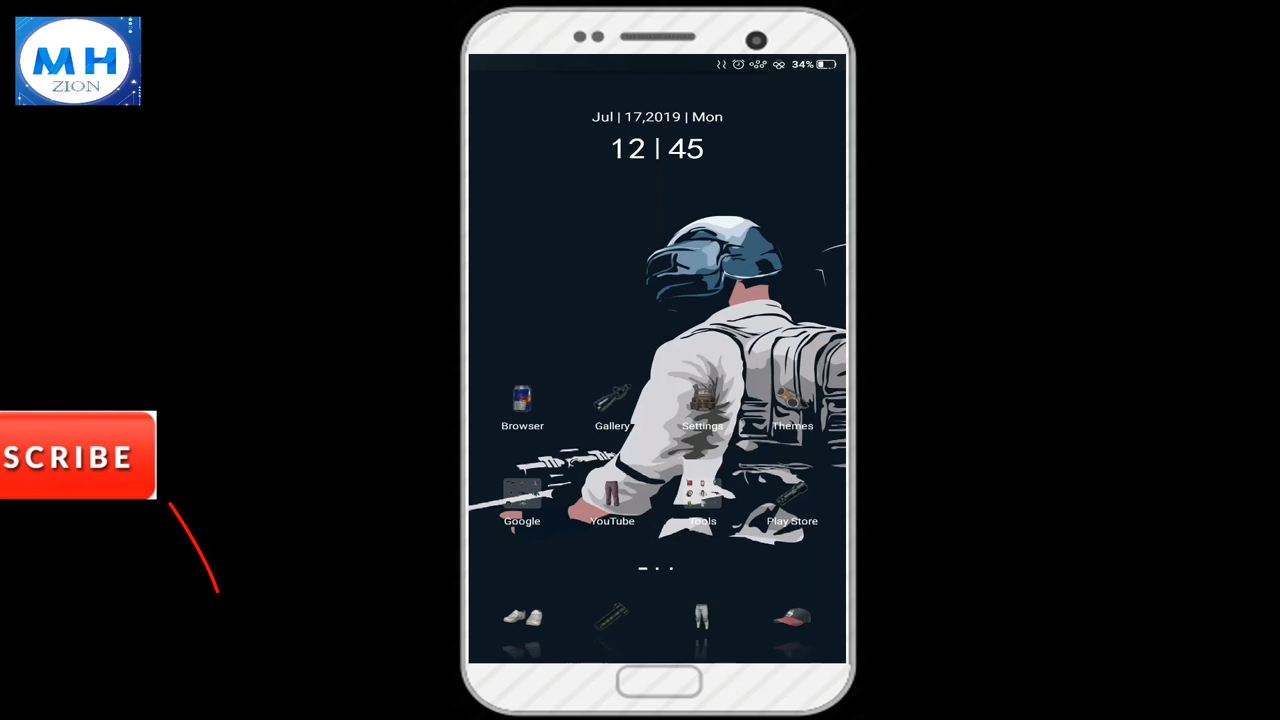 MH
ZION
34%
Jul | 17,2019 | Mon
12 | 45
Browser
Gallery
Settings
Themes
Google
YouTube
Tools
Play Store
SCRIBE